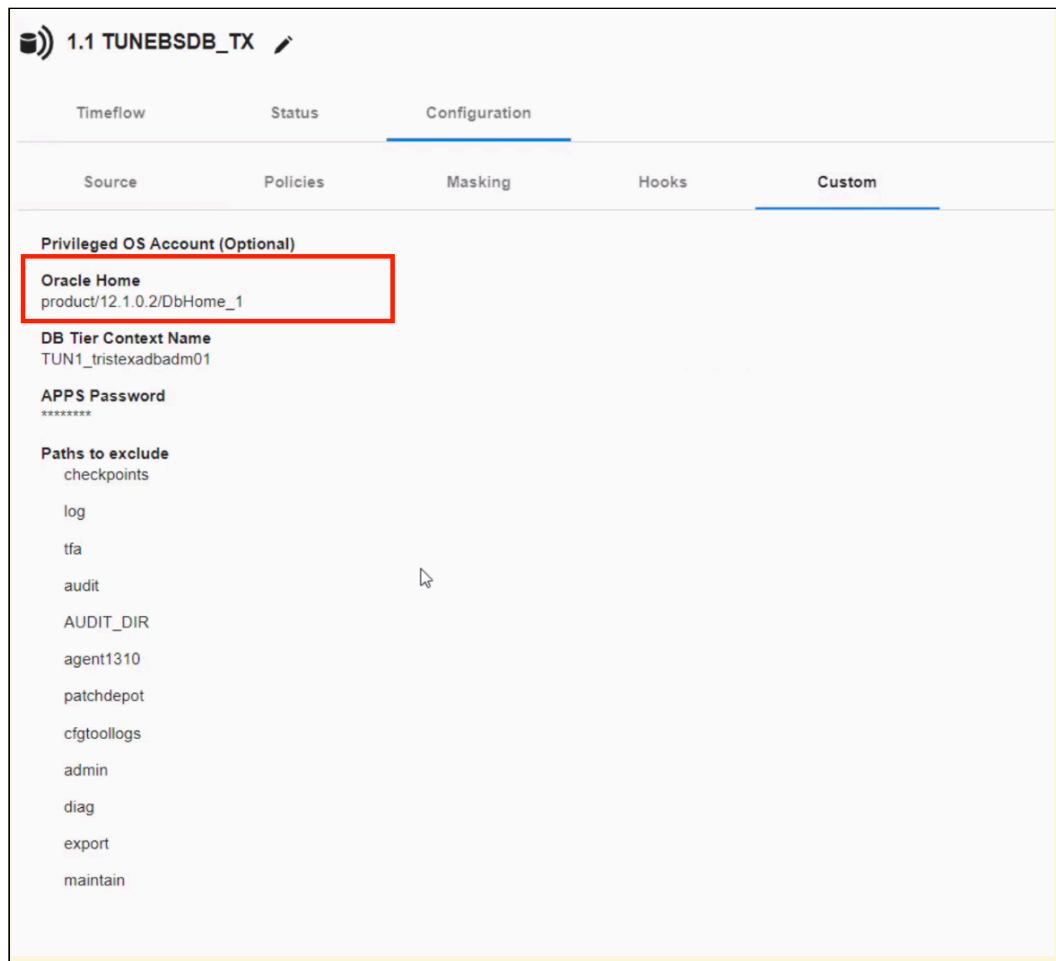 1.1 TUNEBSDB_TX
Timeflow Status Configuration
Source Policies Masking Hooks Custom
Privileged OS Account (Optional)
Oracle Home
product/12.1.0.2/DbHome_1
DB Tier Context Name
TUN1_tristexadbadm01
APPS Password
********
Paths to exclude
checkpoints
log
tfa
audit
AUDIT_DIR
agent1310
patchdepot
cfgtoollogs
admin
diag
export
maintain